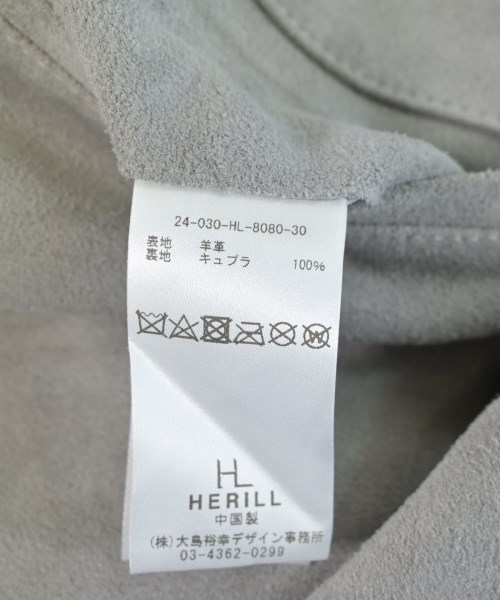 24-030-HL-8080-30
表地 羊革
裏地 キュプラ 100%
HL
HERILL
中国製
(株)大島裕幸デザイン事務所
03-4362-0299